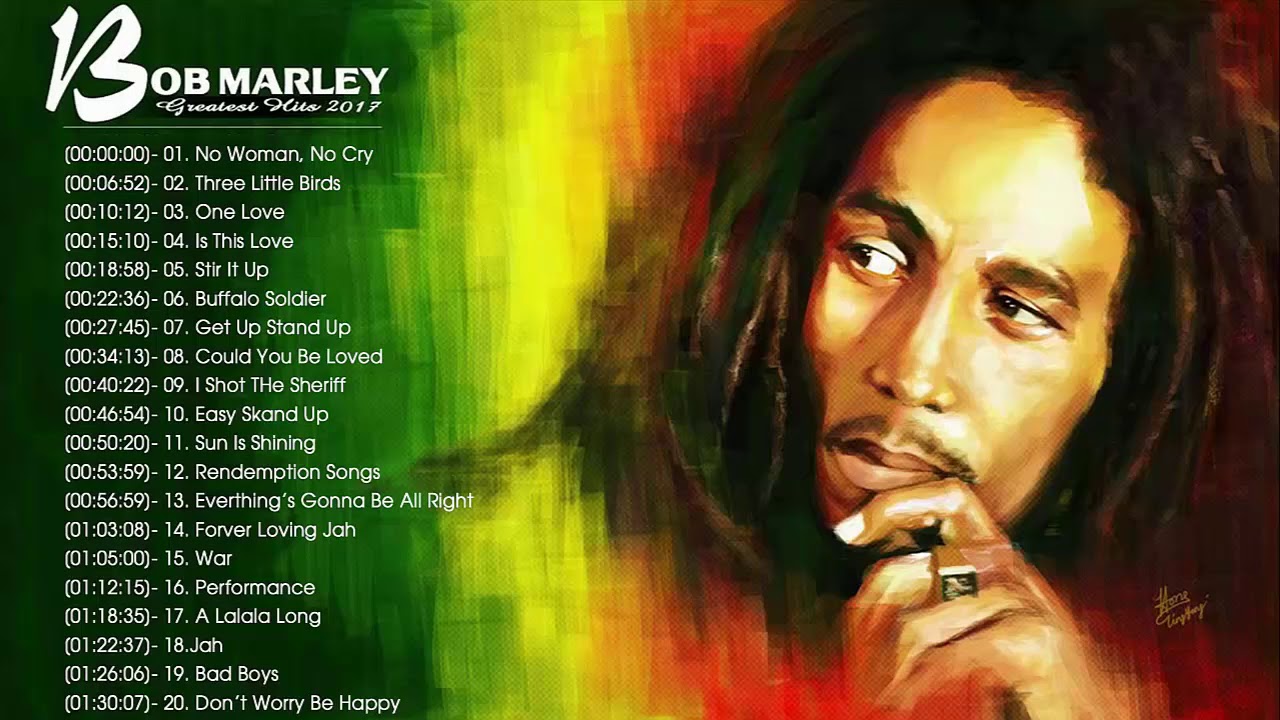 BOB MARLEY
Greatest Hits 2017
(00:00:00)- 01. No Woman, No Cry
(00:06:52)- 02. Three Little Birds
(00:10:12)- 03. One Love
(00:15:10)- 04. Is This Love
(00:18:58)- 05. Stir It Up
(00:22:36)- 06. Buffalo Soldier
(00:27:45)- 07. Get Up Stand Up
(00:34:13)- 08. Could You Be Loved
(00:40:22)- 09. I Shot THe Sheriff
(00:46:54)- 10. Easy Skand Up
(00:50:20)- 11. Sun Is Shining
(00:53:59)- 12. Rendemption Songs
(00:56:59)- 13. Everthing's Gonna Be All Right
(01:03:08)- 14. Forver Loving Jah
(01:05:00)- 15. War
(01:12:15)- 16. Performance
(01:18:35)- 17. A Lalala Long
(01:22:37)- 18.Jah
(01:26:06)- 19. Bad Boys
(01:30:07)- 20. Don't Worry Be Happy